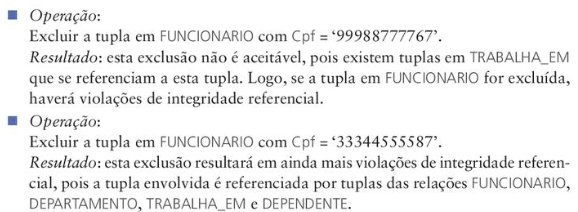 ■ Operação:
Excluir a tupla em FUNCIONARIO com Cpf = ‘99988777767’.
Resultado: esta exclusão não é aceitável, pois existem tuplas em TRABALHA_EM
que se referenciam a esta tupla. Logo, se a tupla em FUNCIONARIO for excluída,
haverá violações de integridade referencial.
■ Operação:
Excluir a tupla em FUNCIONARIO com Cpf = ‘33344555587’.
Resultado: esta exclusão resultará em ainda mais violações de integridade referen-
cial, pois a tupla envolvida é referenciada por tuplas das relações FUNCIONARIO,
DEPARTAMENTO, TRABALHA_EM e DEPENDENTE.